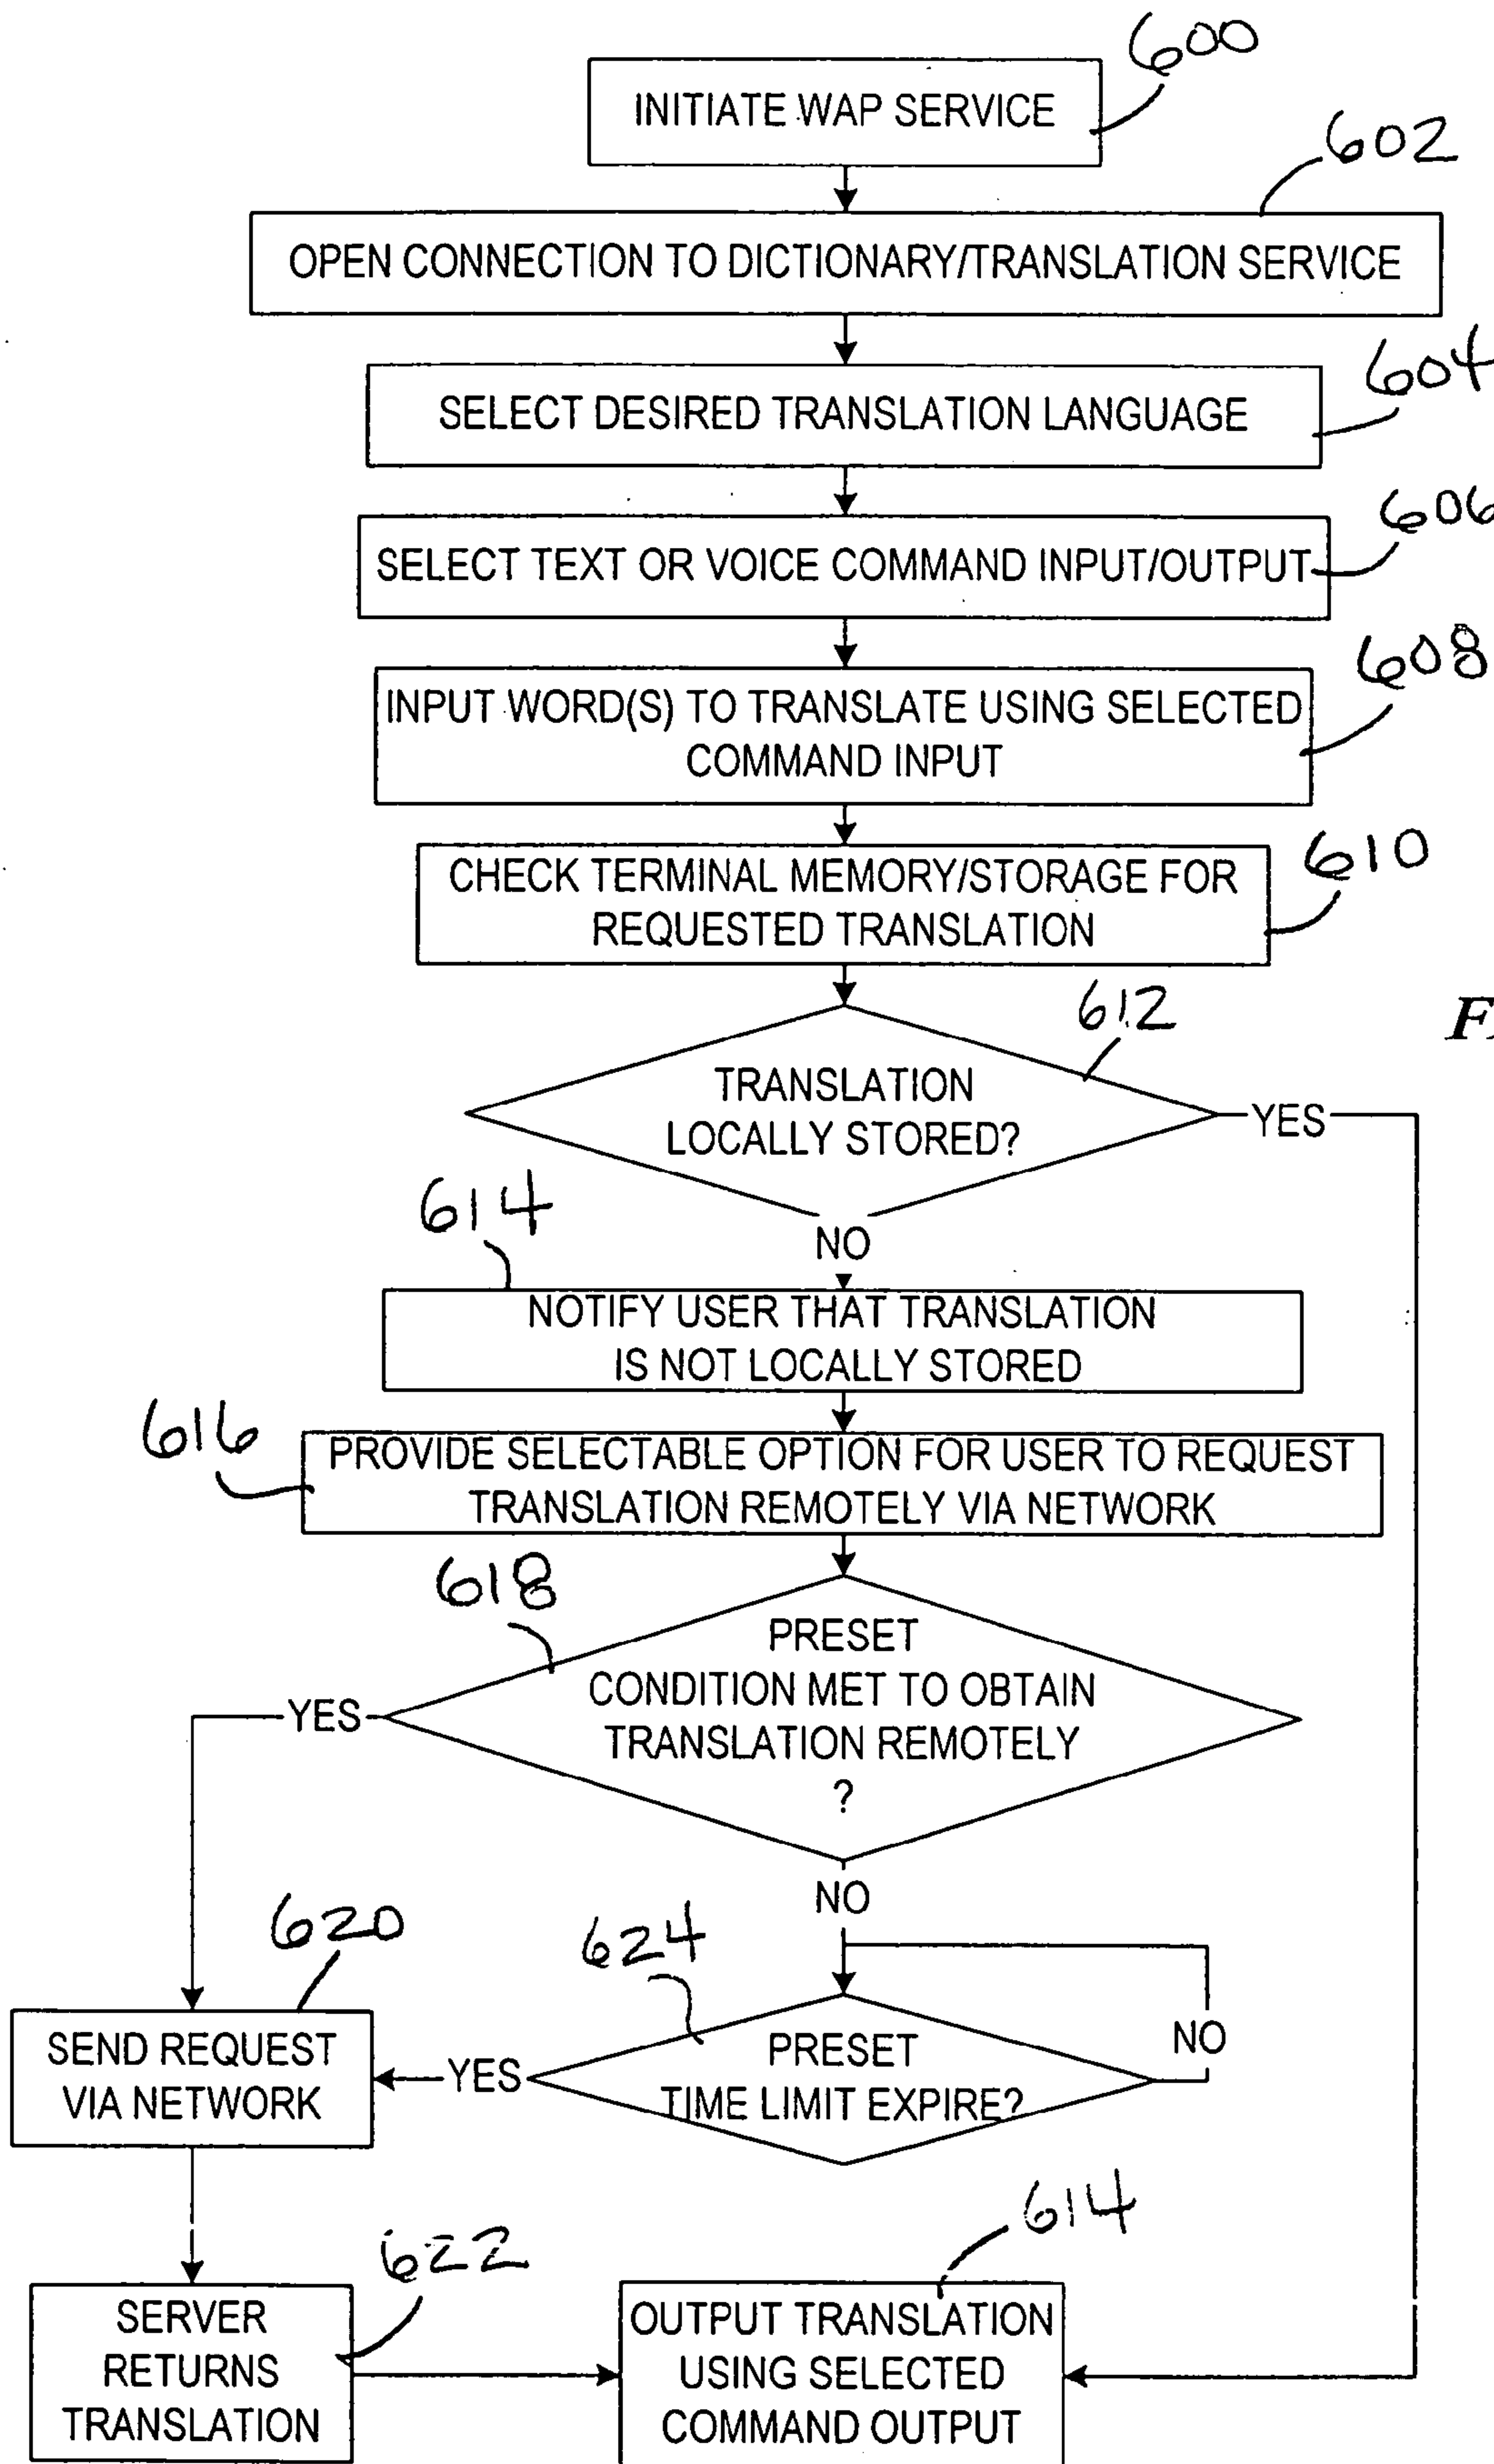 600
INITIATE WAP SERVICE
602
OPEN CONNECTION TO DICTIONARY/TRANSLATION SERVICE
604
SELECT DESIRED TRANSLATION LANGUAGE
606
SELECT TEXT OR VOICE COMMAND INPUT/OUTPUT
608
INPUT WORD(S) TO TRANSLATE USING SELECTED
COMMAND INPUT
610
CHECK TERMINAL MEMORY/STORAGE FOR
REQUESTED TRANSLATION
612
TRANSLATION
LOCALLY STORED?
YES
NO
614
NOTIFY USER THAT TRANSLATION
IS NOT LOCALLY STORED
616
PROVIDE SELECTABLE OPTION FOR USER TO REQUEST
TRANSLATION REMOTELY VIA NETWORK
618
PRESET
CONDITION MET TO OBTAIN
TRANSLATION REMOTELY
?
YES
NO
620
SEND REQUEST
VIA NETWORK
624
PRESET
TIME LIMIT EXPIRE?
YES
NO
622
SERVER
RETURNS
TRANSLATION
614
OUTPUT TRANSLATION
USING SELECTED
COMMAND OUTPUT